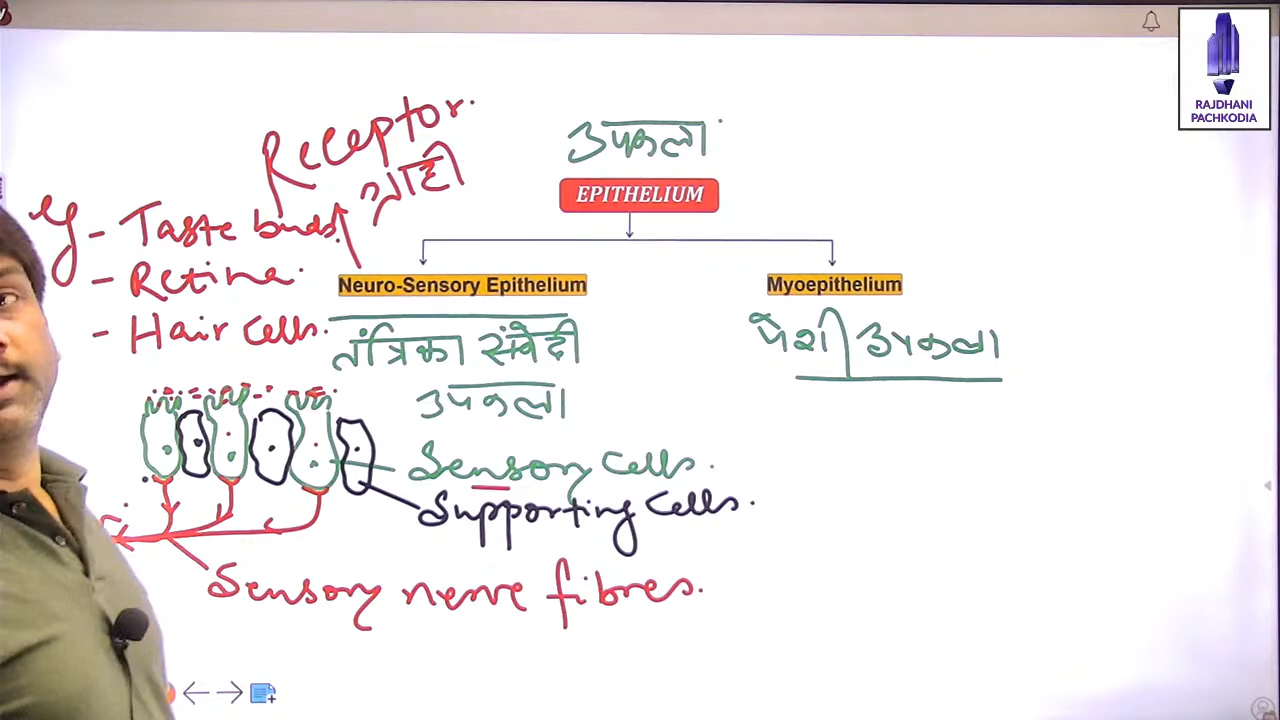 RAJDHANI
PACHKODIA
Receptor.
ग्राही
उपकला
EPITHELIUM
eg - Taste buds.
- Retina.
- Hair cells.
Neuro-Sensory Epithelium
Myoepithelium
तंत्रिका संवेदी
उपकला
पेशी उपकला
Sensory cells.
Supporting cells.
Sensory nerve fibres.